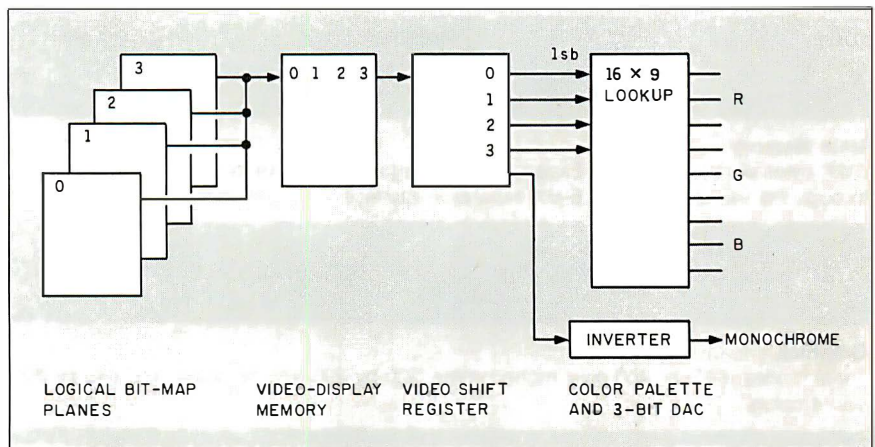 3
2
1
0
0 1 2 3
0
1
2
3
lsb
16 × 9
LOOKUP
R
G
B
INVERTER
MONOCHROME
LOGICAL BIT-MAP
PLANES
VIDEO-DISPLAY
MEMORY
VIDEO SHIFT
REGISTER
COLOR PALETTE
AND 3-BIT DAC